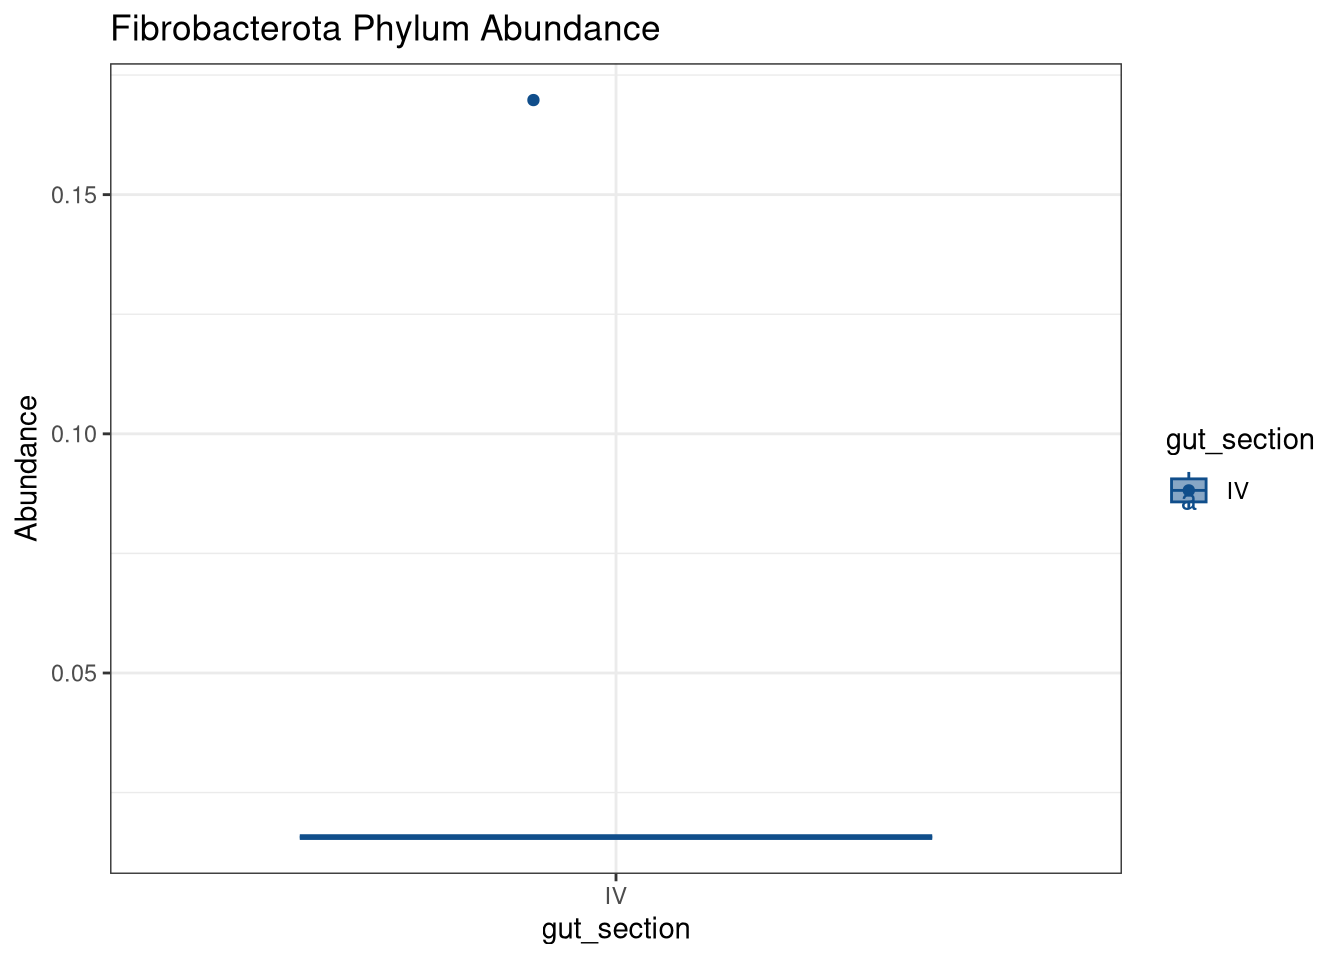 Fibrobacterota Phylum Abundance
0.15
0.10
0.05
Abundance
IV
gut_section
gut_section
a
IV